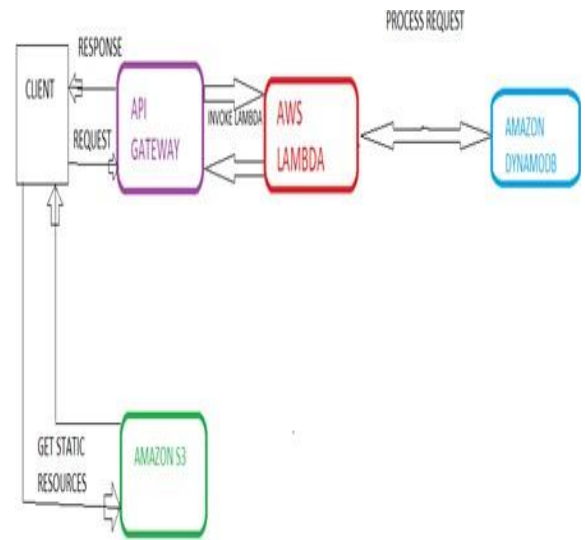 PROCESS REQUEST
RESPONSE
CLIENT
API
GATEWAY
INVOKE LAMBDA
AWS
LAMBDA
AMAZON
DYNAMODB
REQUEST
GET STATIC
RESOURCES
AMAZON S3